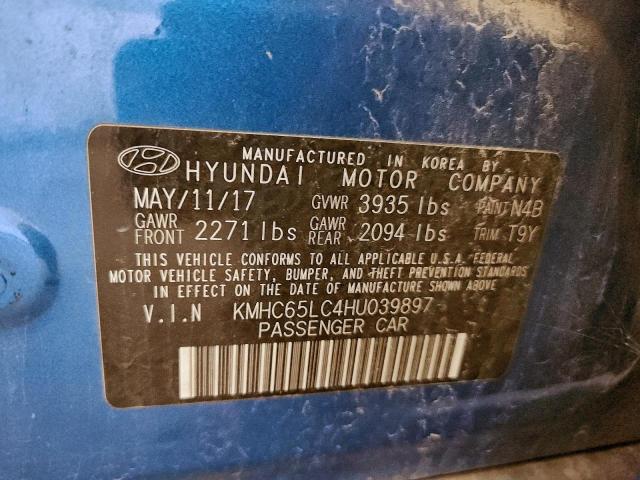 MANUFACTURED IN KOREA BY
HYUNDAI MOTOR COMPANY
MAY/11/17 GVWR 3935 lbs PAINT N4B
GAWR FRONT 2271 lbs GAWR REAR 2094 lbs TRIM T9Y
THIS VEHICLE CONFORMS TO ALL APPLICABLE U.S.A. FEDERAL
MOTOR VEHICLE SAFETY, BUMPER, AND THEFT PREVENTION STANDARDS
IN EFFECT ON THE DATE OF MANUFACTURE SHOWN ABOVE
V.I.N KMHC65LC4HU039897
PASSENGER CAR